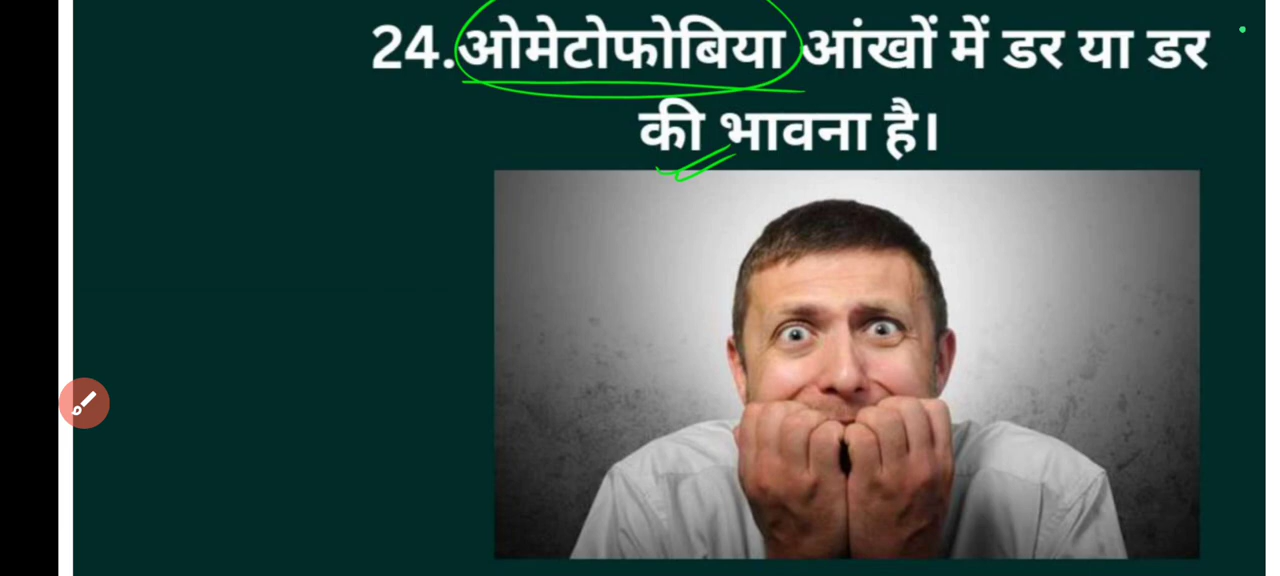 24.ओमेटोफोबिया आंखों में डर या डर
की भावना है।